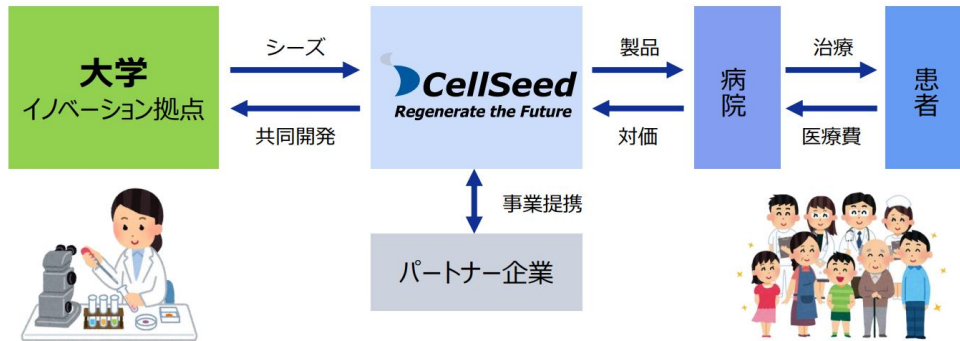 大学
イノベーション拠点
シーズ
共同開発
CellSeed
Regenerate the Future
製品
対価
病院
治療
医療費
患者
事業提携
パートナー企業